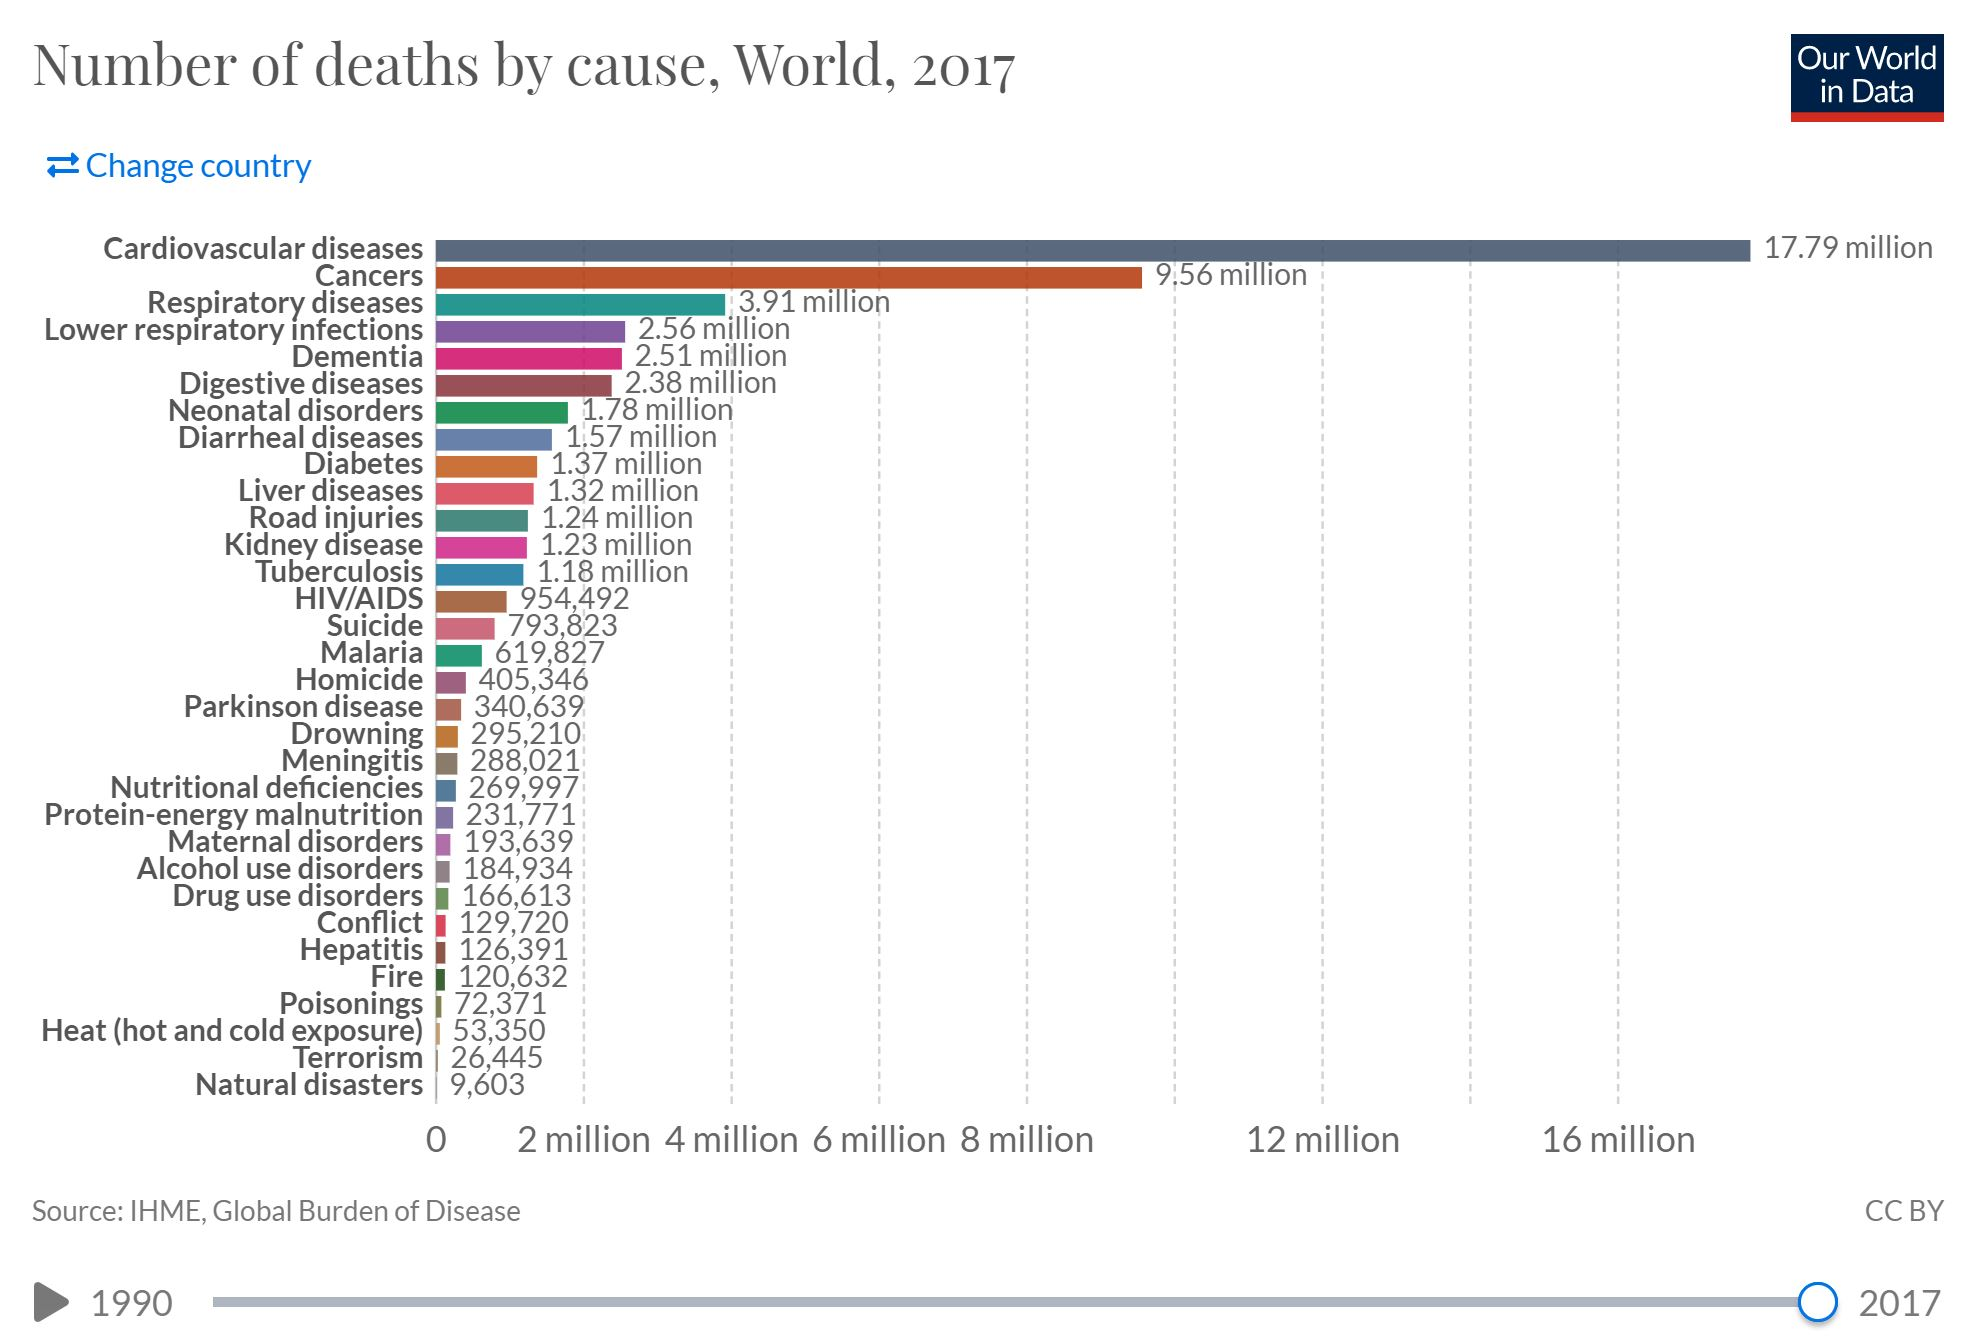 Number of deaths by cause, World, 2017
Our World
in Data
Change country
Cardiovascular diseases 17.79 million
Cancers 9.56 million
Respiratory diseases 3.91 million
Lower respiratory infections 2.56 million
Dementia 2.51 million
Digestive diseases 2.38 million
Neonatal disorders 1.78 million
Diarrheal diseases 1.57 million
Diabetes 1.37 million
Liver diseases 1.32 million
Road injuries 1.24 million
Kidney disease 1.23 million
Tuberculosis 1.18 million
HIV/AIDS 954,492
Suicide 793,823
Malaria 619,827
Homicide 405,346
Parkinson disease 340,639
Drowning 295,210
Meningitis 288,021
Nutritional deficiencies 269,997
Protein-energy malnutrition 231,771
Maternal disorders 193,639
Alcohol use disorders 184,934
Drug use disorders 166,613
Conflict 129,720
Hepatitis 126,391
Fire 120,632
Poisonings 72,371
Heat (hot and cold exposure) 53,350
Terrorism 26,445
Natural disasters 9,603
0 2 million 4 million 6 million 8 million 12 million 16 million
Source: IHME, Global Burden of Disease CC BY
1990 2017